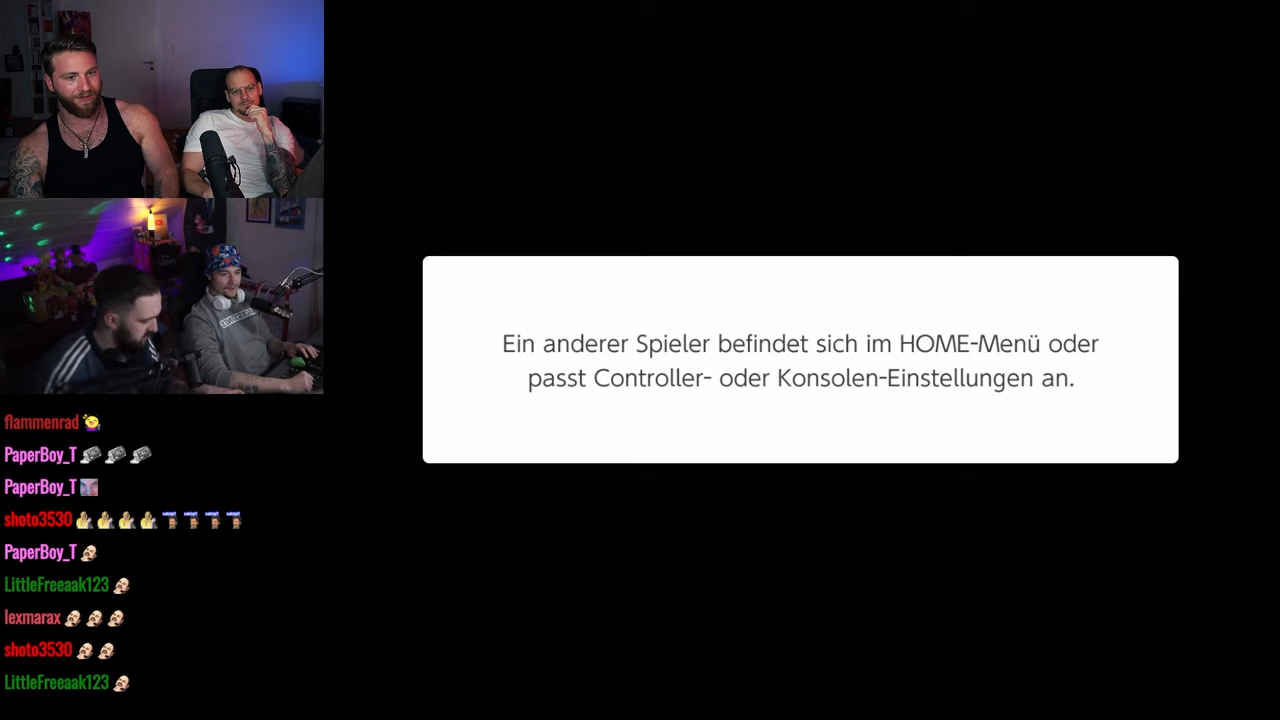 flammenrad
PaperBoy_T
PaperBoy_T
shoto3530
PaperBoy_T
LittleFreeaak123
lexmarax
shoto3530
LittleFreeaak123
Ein anderer Spieler befindet sich im HOME-Menü oder
passt Controller- oder Konsolen-Einstellungen an.